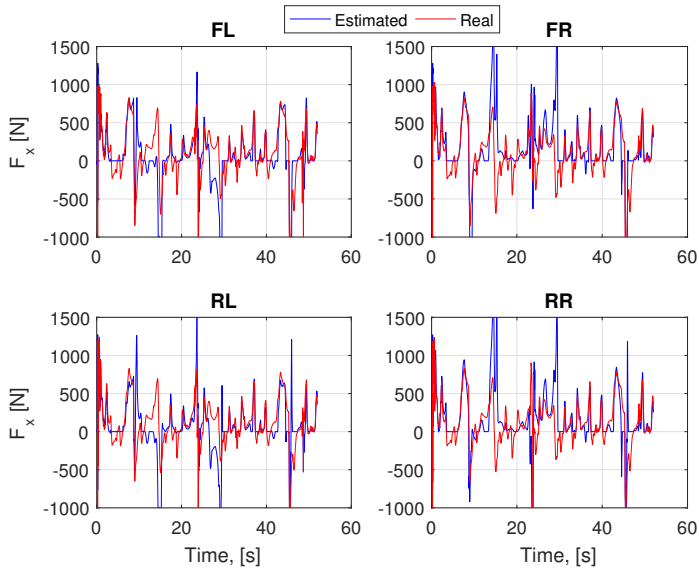 Estimated Real
FL FR
1500 1500
1000 1000
500 500
0 0
-500 -500
-1000 -1000
F x [N]
0 20 40 60 0 20 40 60
RL RR
1500 1500
1000 1000
500 500
0 0
-500 -500
-1000 -1000
F x [N]
0 20 40 60 0 20 40 60
Time, [s] Time, [s]